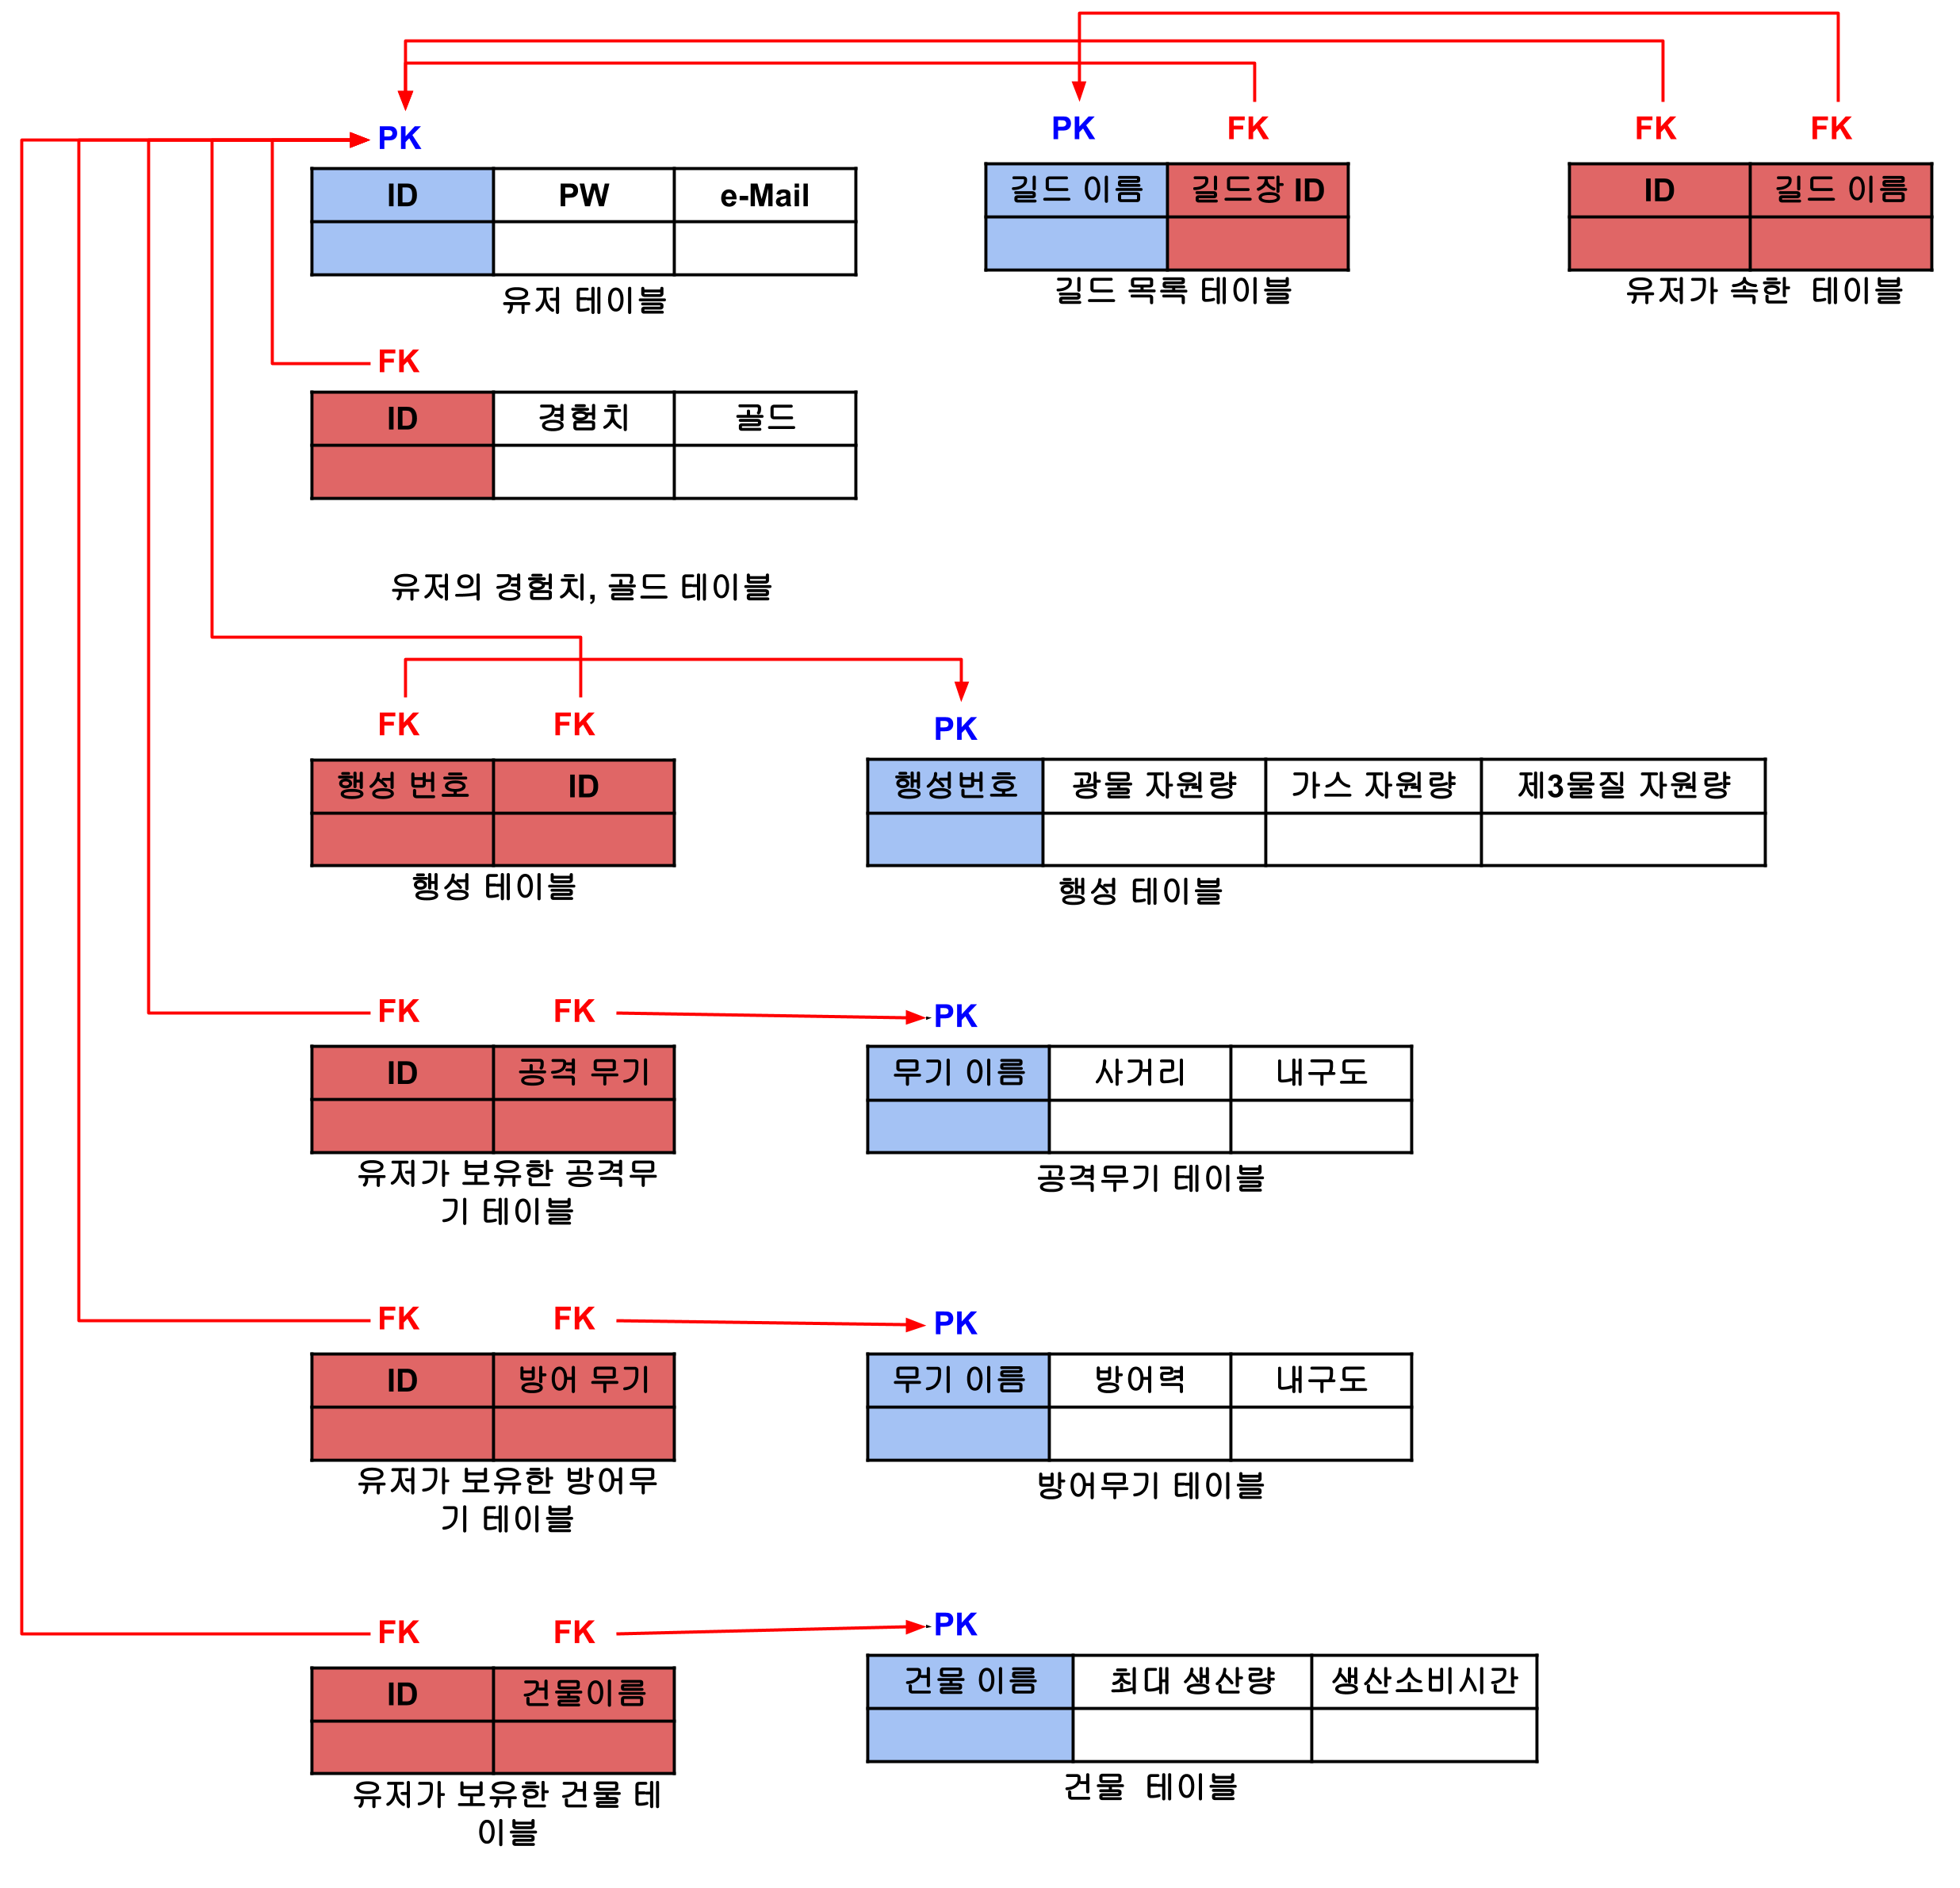 PK
ID PW e-Mail
유저 테이블
PK FK
길드 이름 길드장 ID
길드 목록 테이블
FK FK
ID 길드 이름
유저가 속한 테이블
FK
ID 경험치 골드
유저의 경험치, 골드 테이블
FK FK
행성 번호 ID
행성 테이블
PK
행성번호 광물 자원량 가스 자원량 제3물질 자원량
행성 테이블
FK FK
ID 공격 무기
유저가 보유한 공격무
기 테이블
PK
무기 이름 사거리 내구도
공격무기 테이블
FK FK
ID 방어 무기
유저가 보유한 방어무
기 테이블
PK
무기 이름 방어력 내구도
방어무기 테이블
FK FK
ID 건물이름
유저가 보유한 건물 테
이블
PK
건물 이름 최대 생산량 생산소비시간
건물 테이블